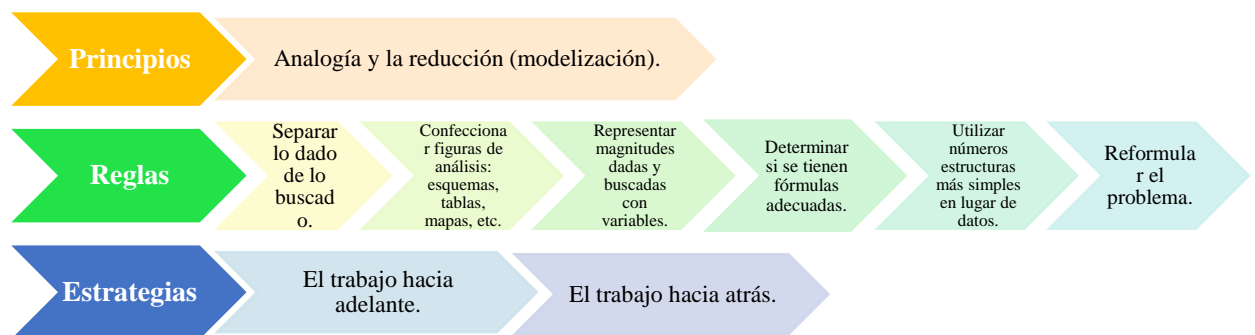 Principios
Analogía y la reducción (modelización).
Reglas
Separar
lo dado
de lo
buscad
o.
Confecciona
r figuras de
análisis:
esquemas,
tablas,
mapas, etc.
Representar
magnitudes
dadas y
buscadas
con
variables.
Determinar
si se tienen
fórmulas
adecuadas.
Utilizar
números
estructuras
más simples
en lugar de
datos.
Reformula
r el
problema.
Estrategias
El trabajo hacia
adelante.
El trabajo hacia atrás.